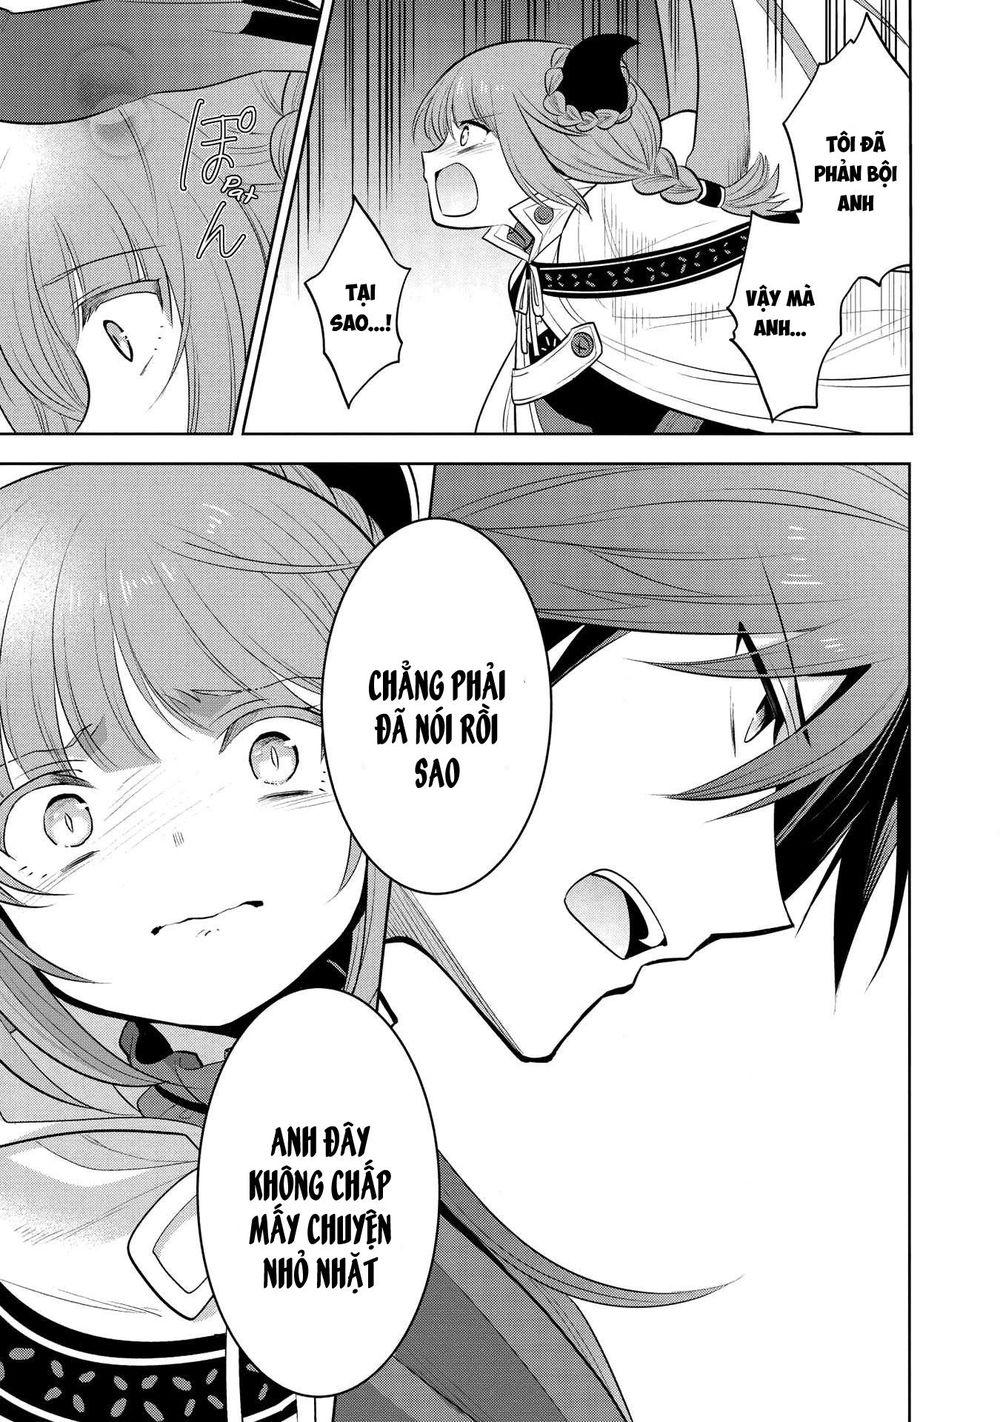 TÔI ĐÃ
PHẢN BỘI
ANH
VẬY MÀ
ANH...
TẠI
SAO...!
ぽん
Pat
CHẲNG PHẢI
ĐÃ NÓI RỒI
SAO
ANH ĐÂY
KHÔNG CHẤP
MẤY CHUYỆN
NHỎ NHẶT